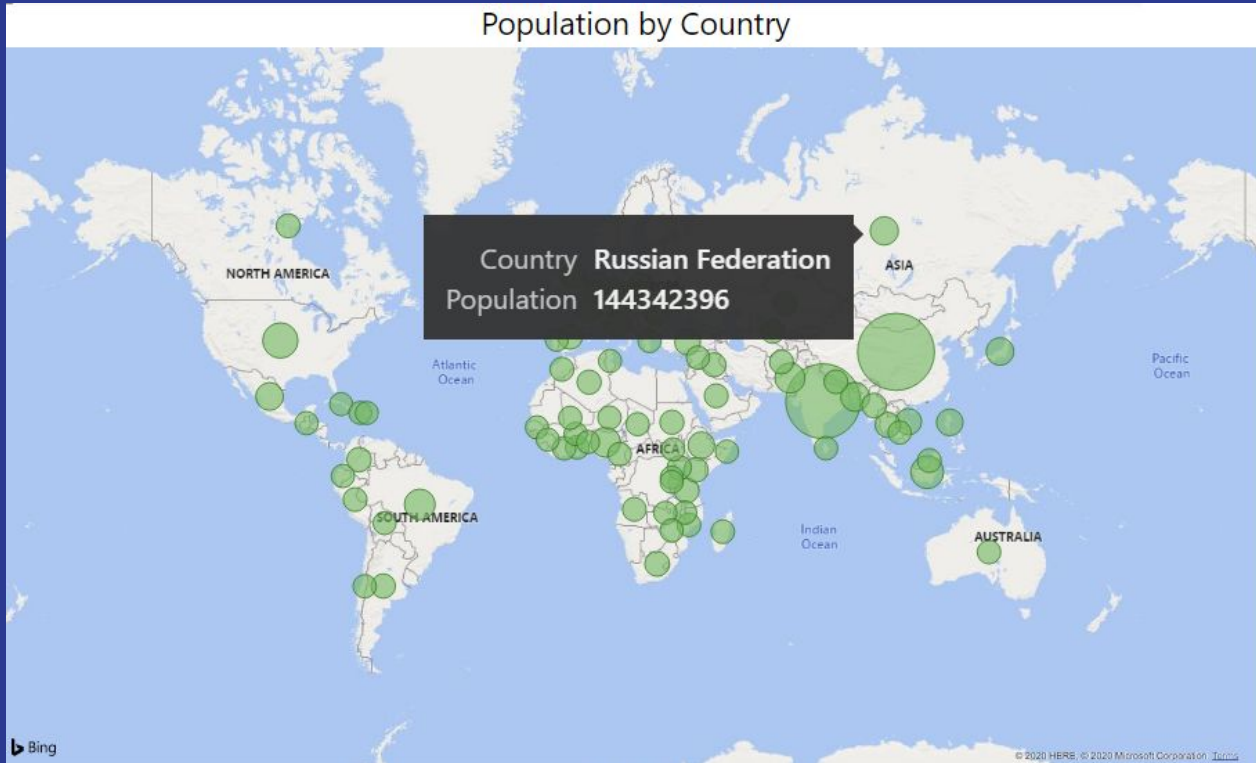 Population by Country
NORTH AMERICA
Country Russian Federation
Population 144342396
ASIA
Atlantic
Ocean
Pacific
Ocean
AFRICA
SOUTH AMERICA
Indian
Ocean
AUSTRALIA
Bing
© 2020 HERE, © 2020 Microsoft Corporation Terms